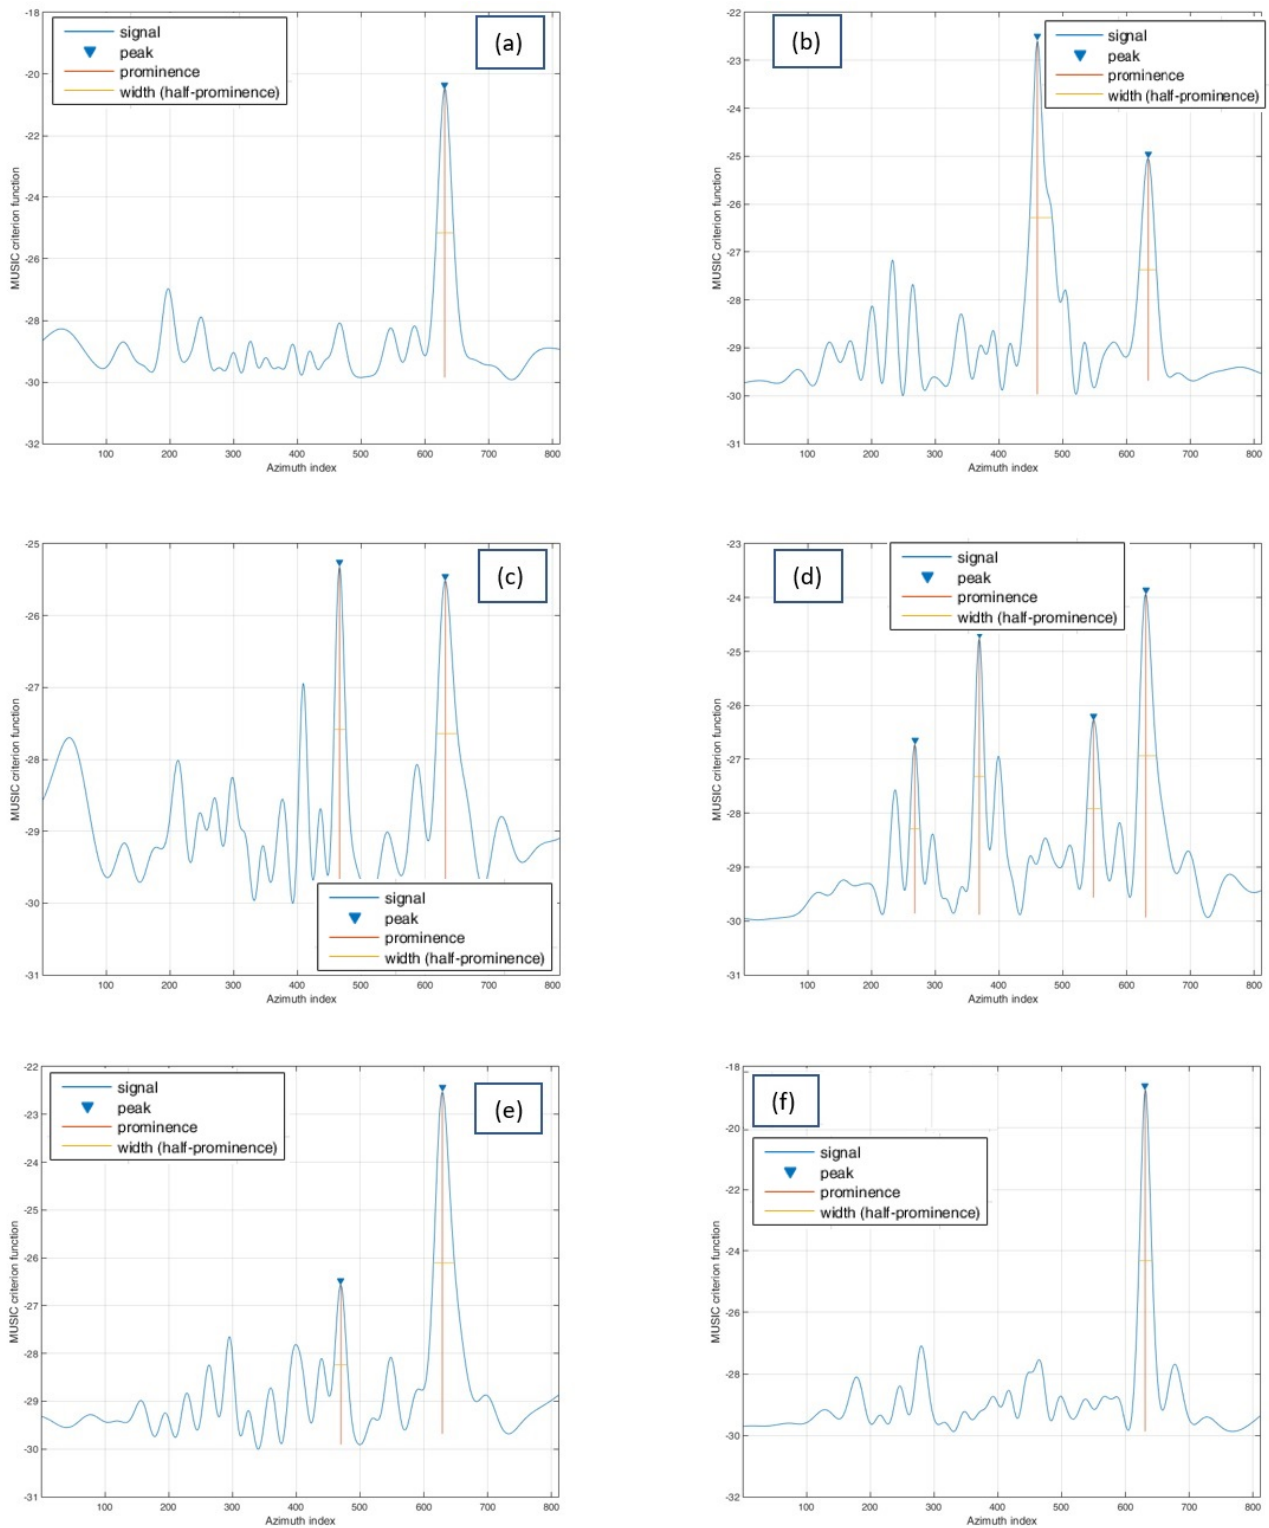 -18
-20
-22
-24
-26
-28
-30
-32
MUSIC criterion function
signal
peak
prominence
width (half-prominence)
(a)
100 200 300 400 500 600 700 800
Azimuth index
-22
-23
-24
-25
-26
-27
-28
-29
-30
-31
MUSIC criterion function
(b)
signal
peak
prominence
width (half-prominence)
100 200 300 400 500 600 700 800
Azimuth index
-25
-26
-27
-28
-29
-30
-31
MUSIC criterion function
(c)
signal
peak
prominence
width (half-prominence)
100 200 300 400 500 600 700 800
Azimuth index
-23
-24
-25
-26
-27
-28
-29
-30
-31
MUSIC criterion function
(d)
signal
peak
prominence
width (half-prominence)
100 200 300 400 500 600 700 800
Azimuth index
-22
-23
-24
-25
-26
-27
-28
-29
-30
-31
MUSIC criterion function
signal
peak
prominence
width (half-prominence)
(e)
100 200 300 400 500 600 700 800
Azimuth index
-18
-20
-22
-24
-26
-28
-30
-32
MUSIC criterion function
(f)
signal
peak
prominence
width (half-prominence)
100 200 300 400 500 600 700 800
Azimuth index